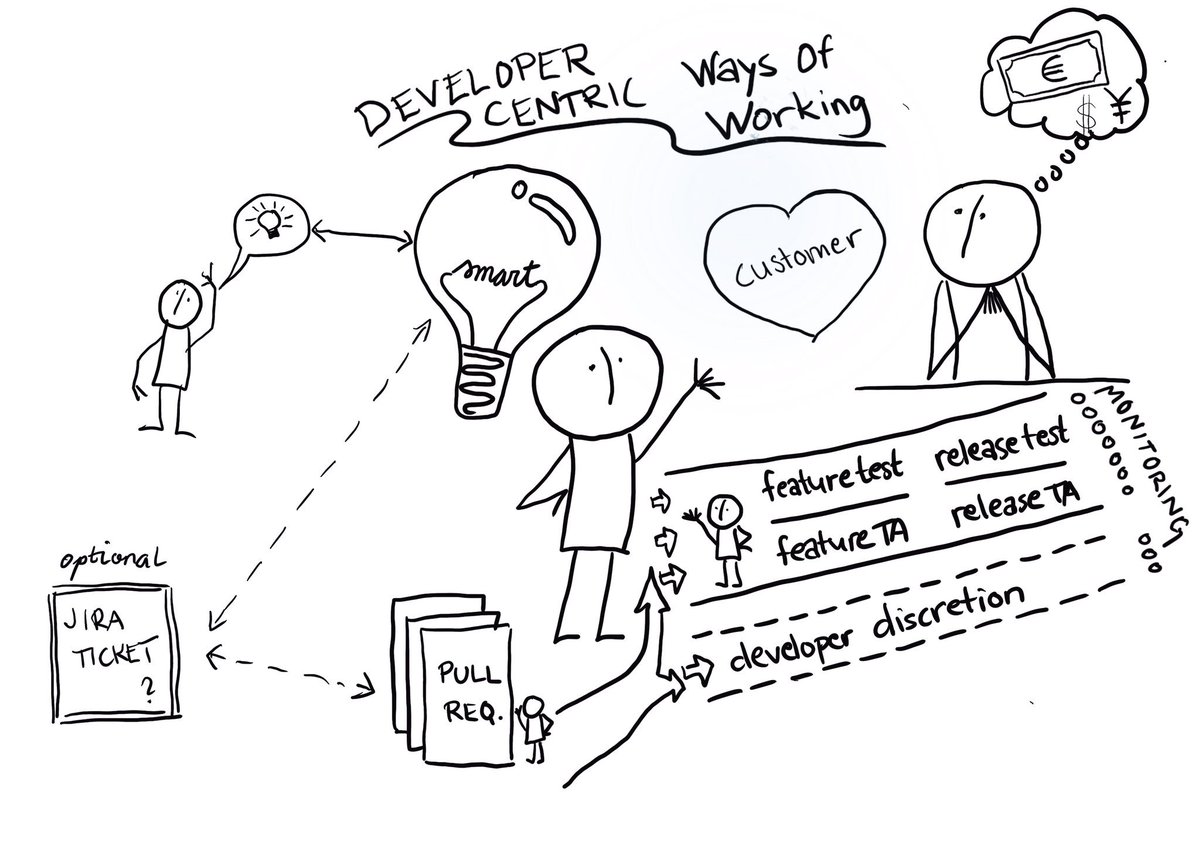 DEVELOPER
CENTRIC
Ways Of
Working
€
$ ¥
smart
customer
MONITORING
feature test release test
feature TA release TA
developer discretion
optional
JIRA
TICKET
?
PULL
REQ.